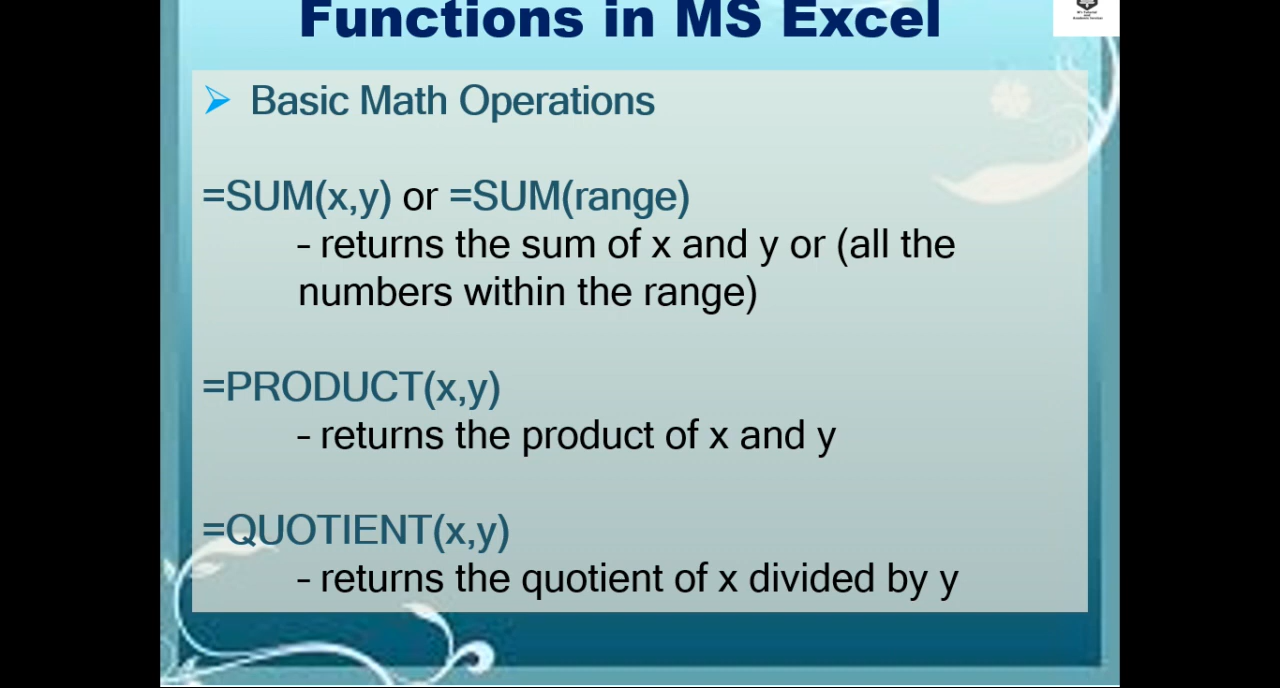 Functions in MS Excel
➢ Basic Math Operations
=SUM(x,y) or =SUM(range)
– returns the sum of x and y or (all the
numbers within the range)
=PRODUCT(x,y)
– returns the product of x and y
=QUOTIENT(x,y)
– returns the quotient of x divided by y